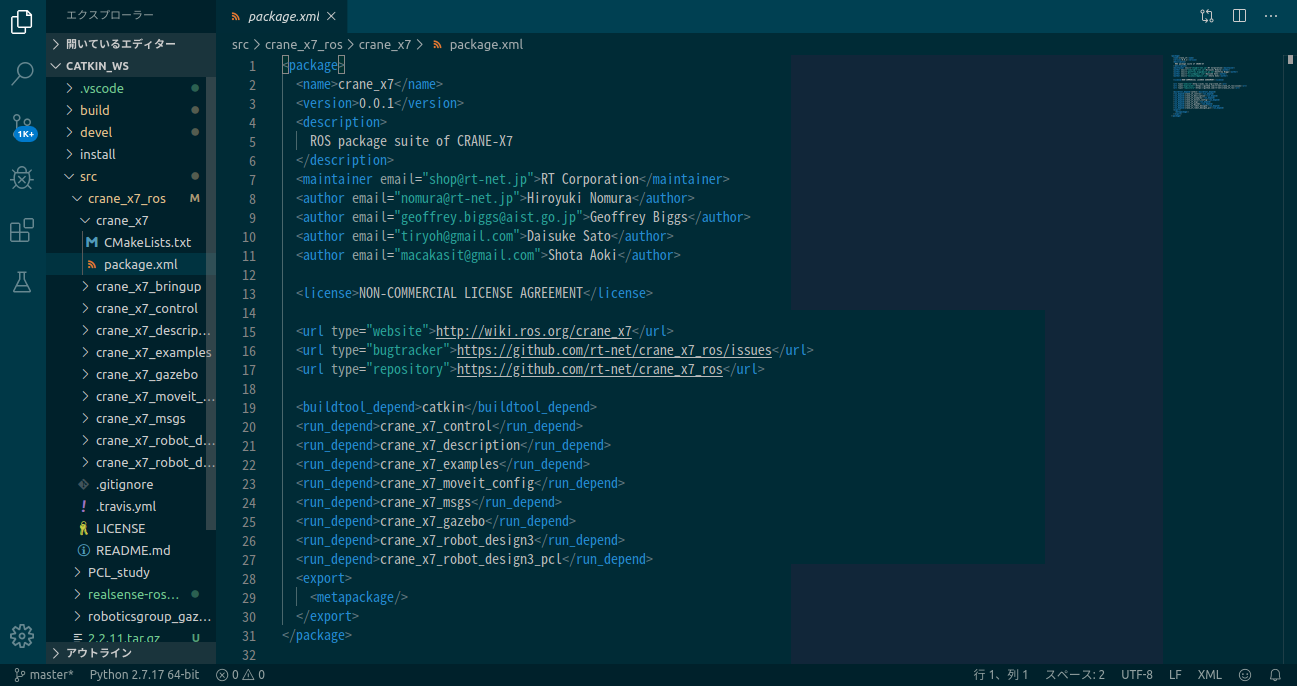 エクスプローラー
開いているエディター
CATKIN_WS
.vscode
build
devel
install
src
crane_x7_ros M
crane_x7
CMakeLists.txt
package.xml
crane_x7_bringup
crane_x7_control
crane_x7_descrip...
crane_x7_examples
crane_x7_gazebo
crane_x7_moveit_...
crane_x7_msgs
crane_x7_robot_d...
crane_x7_robot_d...
.gitignore
! .travis.yml
LICENSE
README.md
PCL_study
realsense-ros...
roboticsgroup_gaz...
2.2.11.tar.gz U
アウトライン
1K+
package.xml
src > crane_x7_ros > crane_x7 > package.xml
1 <package>
2 <name>crane_x7</name>
3 <version>0.0.1</version>
4 <description>
5 ROS package suite of CRANE-X7
6 </description>
7 <maintainer email="shop@rt-net.jp">RT Corporation</maintainer>
8 <author email="nomura@rt-net.jp">Hiroyuki Nomura</author>
9 <author email="geoffrey.biggs@aist.go.jp">Geoffrey Biggs</author>
10 <author email="tiryoh@gmail.com">Daisuke Sato</author>
11 <author email="macakasit@gmail.com">Shota Aoki</author>
12
13 <license>NON-COMMERCIAL LICENSE AGREEMENT</license>
14
15 <url type="website">http://wiki.ros.org/crane_x7</url>
16 <url type="bugtracker">https://github.com/rt-net/crane_x7_ros/issues</url>
17 <url type="repository">https://github.com/rt-net/crane_x7_ros</url>
18
19 <buildtool_depend>catkin</buildtool_depend>
20 <run_depend>crane_x7_control</run_depend>
21 <run_depend>crane_x7_description</run_depend>
22 <run_depend>crane_x7_examples</run_depend>
23 <run_depend>crane_x7_moveit_config</run_depend>
24 <run_depend>crane_x7_msgs</run_depend>
25 <run_depend>crane_x7_gazebo</run_depend>
26 <run_depend>crane_x7_robot_design3</run_depend>
27 <run_depend>crane_x7_robot_design3_pcl</run_depend>
28 <export>
29 <metapackage/>
30 </export>
31 </package>
32
master* Python 2.7.17 64-bit 0 0 行 1、列 1 スペース: 2 UTF-8 LF XML